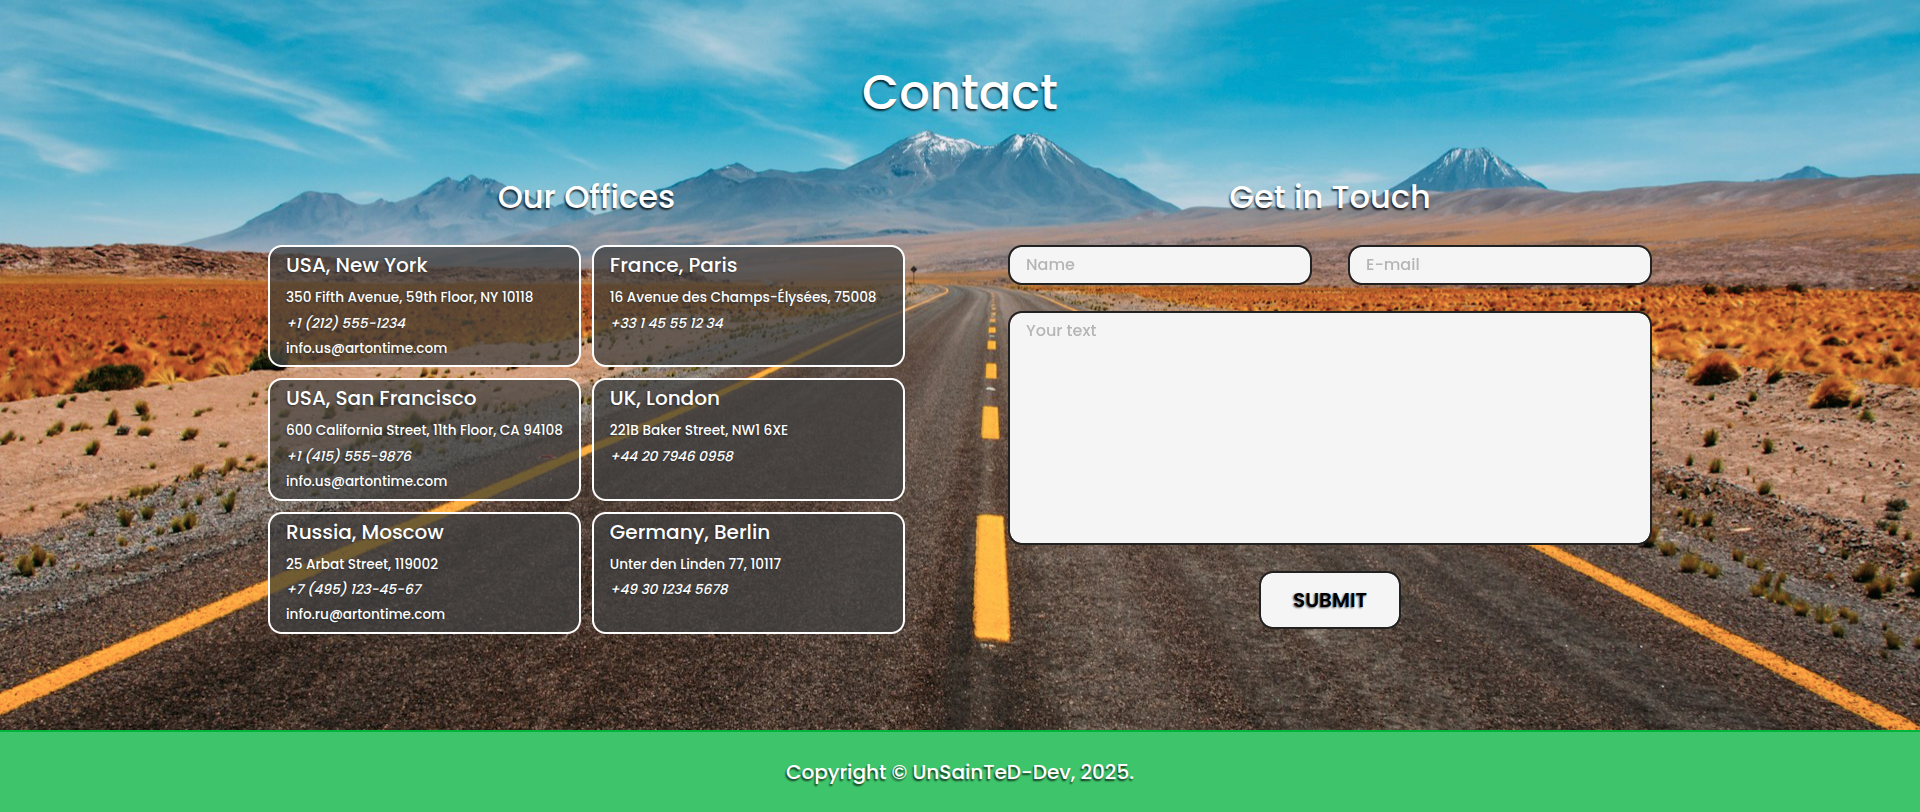 Contact
Our Offices
USA, New York
350 Fifth Avenue, 59th Floor, NY 10118
+1 (212) 555-1234
info.us@artontime.com
France, Paris
16 Avenue des Champs-Élysées, 75008
+33 1 45 55 12 34
USA, San Francisco
600 California Street, 11th Floor, CA 94108
+1 (415) 555-9876
info.us@artontime.com
UK, London
221B Baker Street, NW1 6XE
+44 20 7946 0958
Russia, Moscow
25 Arbat Street, 119002
+7 (495) 123-45-67
info.ru@artontime.com
Germany, Berlin
Unter den Linden 77, 10117
+49 30 1234 5678
Get in Touch
Name
E-mail
Your text
SUBMIT
Copyright © UnSainTeD-Dev, 2025.